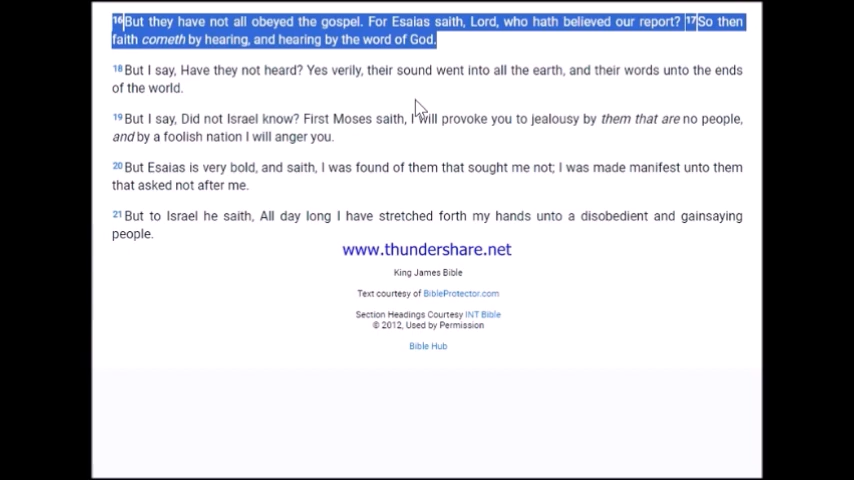 16But they have not all obeyed the gospel. For Esaias saith, Lord, who hath believed our report? 17So then
faith cometh by hearing, and hearing by the word of God.
18But I say, Have they not heard? Yes verily, their sound went into all the earth, and their words unto the ends
of the world.
19But I say, Did not Israel know? First Moses saith, I will provoke you to jealousy by them that are no people,
and by a foolish nation I will anger you.
20But Esaias is very bold, and saith, I was found of them that sought me not; I was made manifest unto them
that asked not after me.
21But to Israel he saith, All day long I have stretched forth my hands unto a disobedient and gainsaying
people.
www.thundershare.net
King James Bible
Text courtesy of BibleProtector.com
Section Headings Courtesy INT Bible
© 2012, Used by Permission
Bible Hub